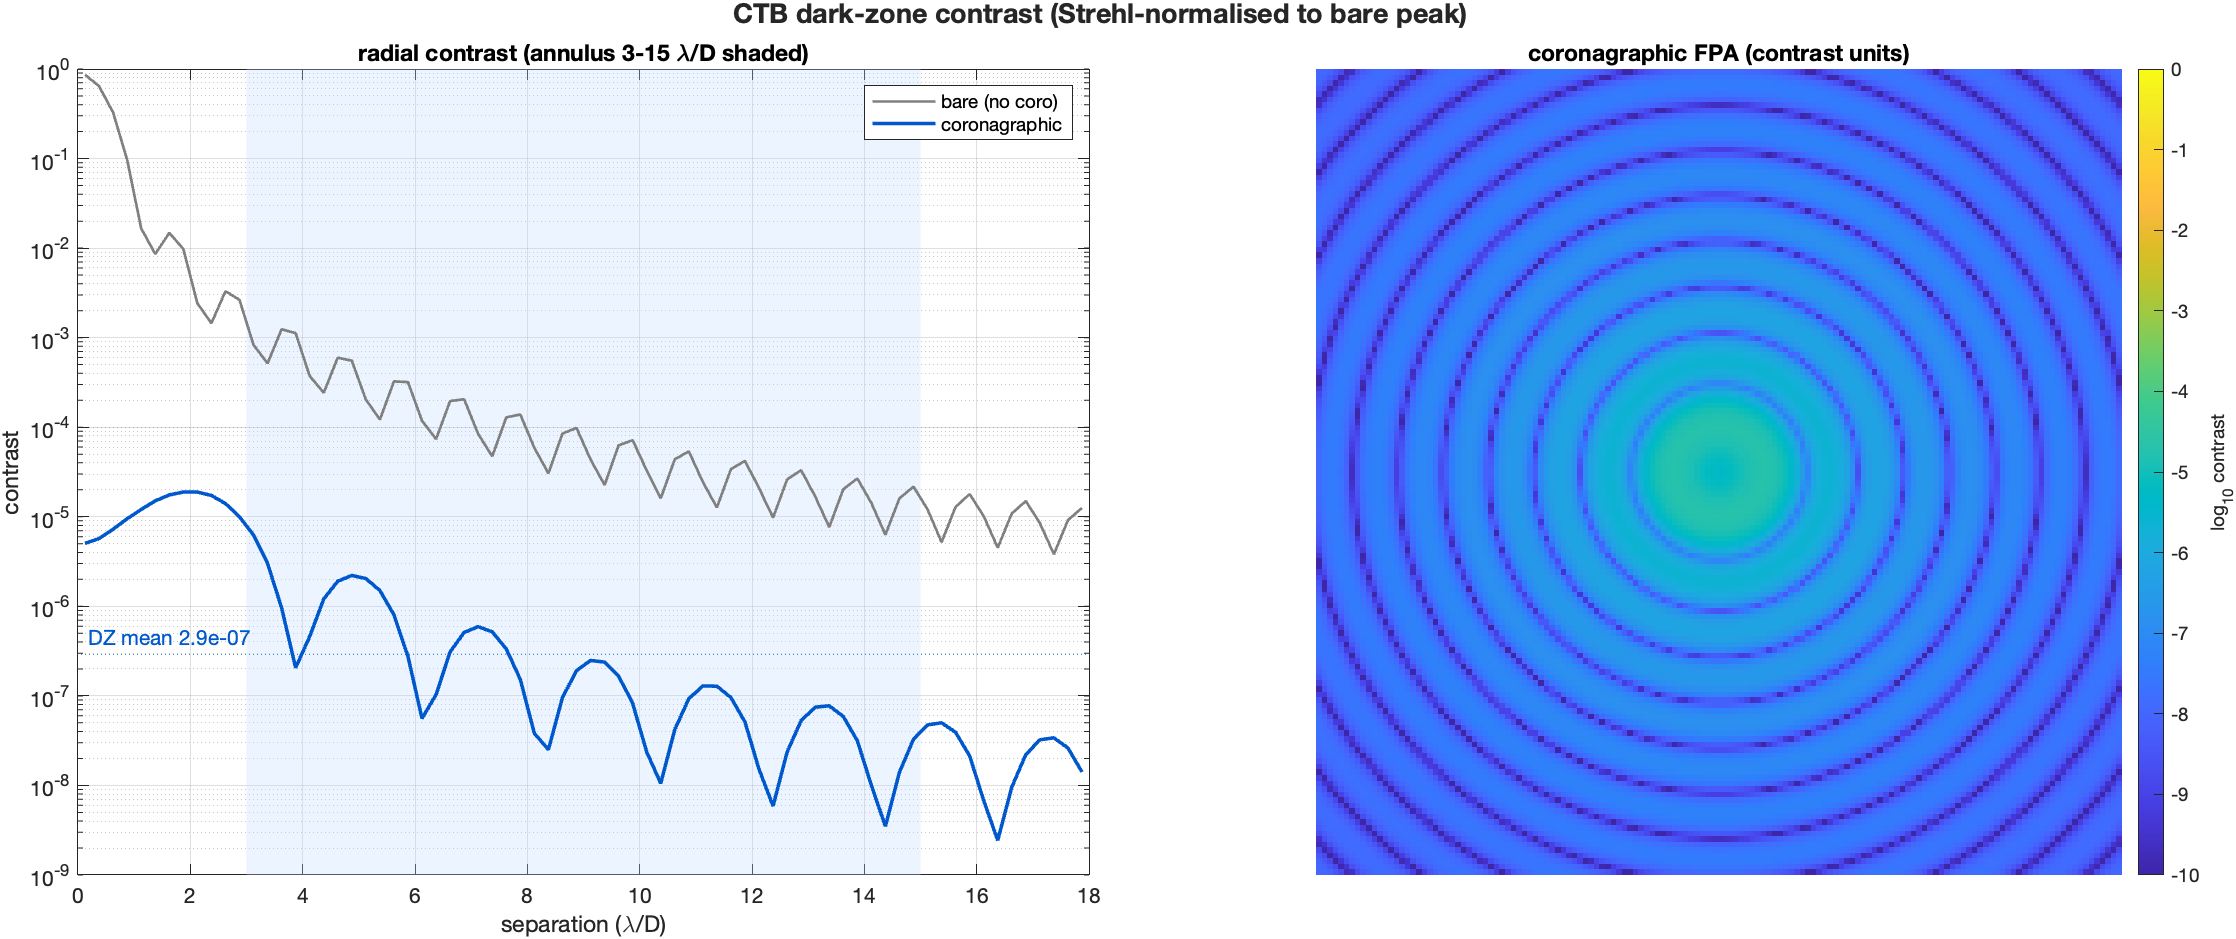 CTB dark-zone contrast (Strehl-normalised to bare peak)
radial contrast (annulus 3-15 λ/D shaded)
10^0
10^-1
10^-2
10^-3
10^-4
10^-5
10^-6
10^-7
10^-8
10^-9
contrast
bare (no coro)
coronagraphic
DZ mean 2.9e-07
0 2 4 6 8 10 12 14 16 18
separation (λ/D)
coronagraphic FPA (contrast units)
0
-1
-2
-3
-4
-5
-6
-7
-8
-9
-10
log10 contrast